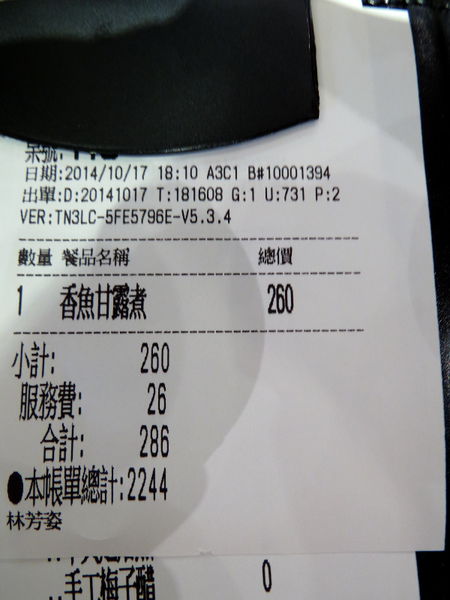 日期:2014/10/17 18:10 A3C1 B#10001394
出單:D:20141017 T:181608 G:1 U:731 P:2
VER:TN3LC-5FE5796E-V5.3.4
數量 餐品名稱 總價
1 香魚甘露煮 260
小計: 260
服務費: 26
合計: 286
●本帳單總計:2244
林芳姿
手工梅子醋 0